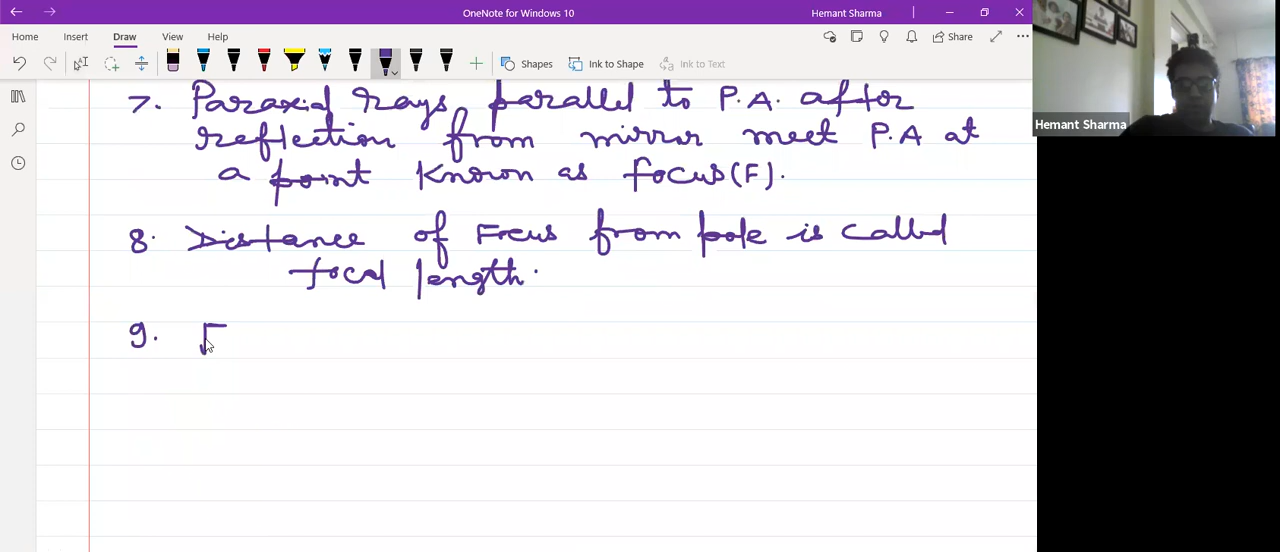 OneNote for Windows 10
Hemant Sharma
Home
Insert
Draw
View
Help
Share
Shapes
Ink to Shape
Ink to Text
Hemant Sharma
7. Paraxial rays parallel to P.A. after
reflection from mirror meet P.A at
a point known as focus(F).
8. Distance of Focus from pole is called
focal length.
9. F